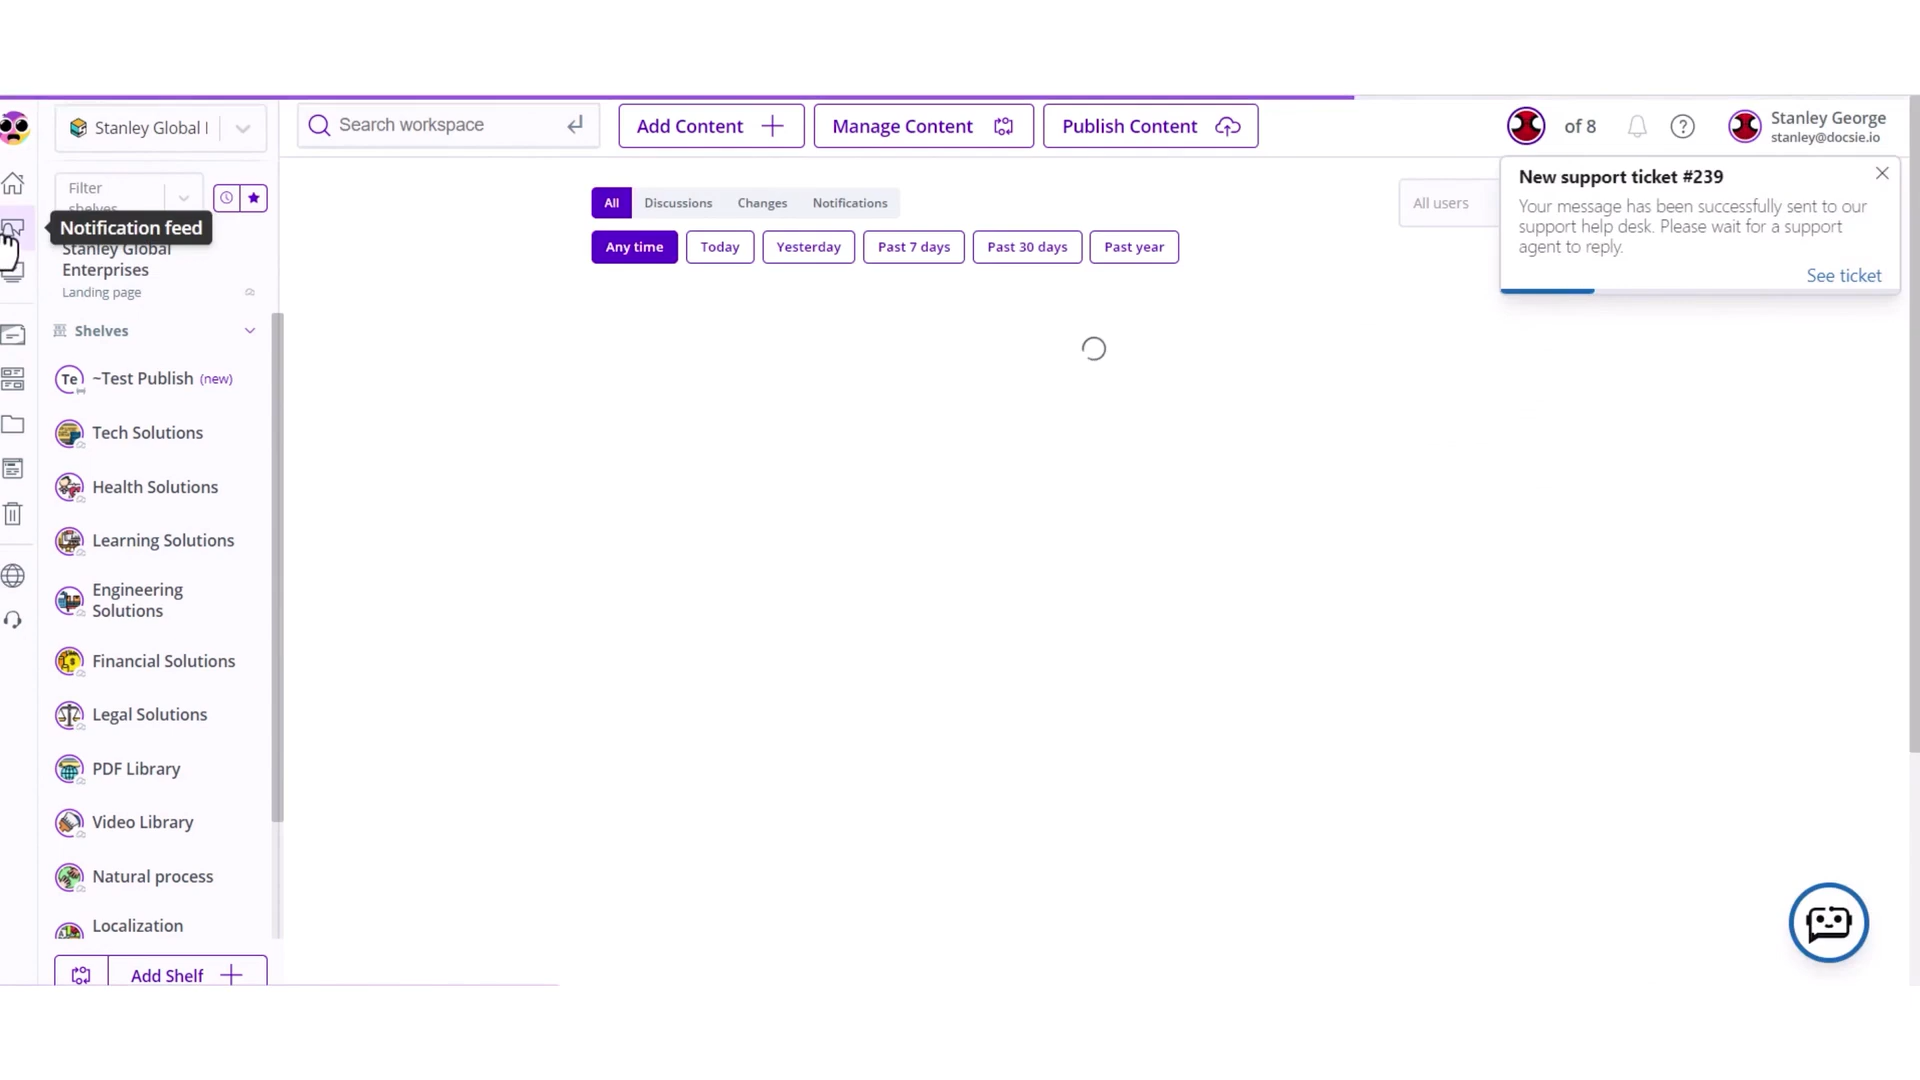 Stanley Global
Search workspace
Add Content
Manage Content
Publish Content
of 8
Stanley George
stanley@docsie.io
Filter
shelves
Notification feed
Stanley Global
Enterprises
Landing page
Shelves
Te
~Test Publish (new)
Tech Solutions
Health Solutions
Learning Solutions
Engineering
Solutions
Financial Solutions
Legal Solutions
PDF Library
Video Library
Natural process
Localization
Add Shelf
All
Discussions
Changes
Notifications
All users
Any time
Today
Yesterday
Past 7 days
Past 30 days
Past year
New support ticket #239
Your message has been successfully sent to our
support help desk. Please wait for a support
agent to reply.
See ticket